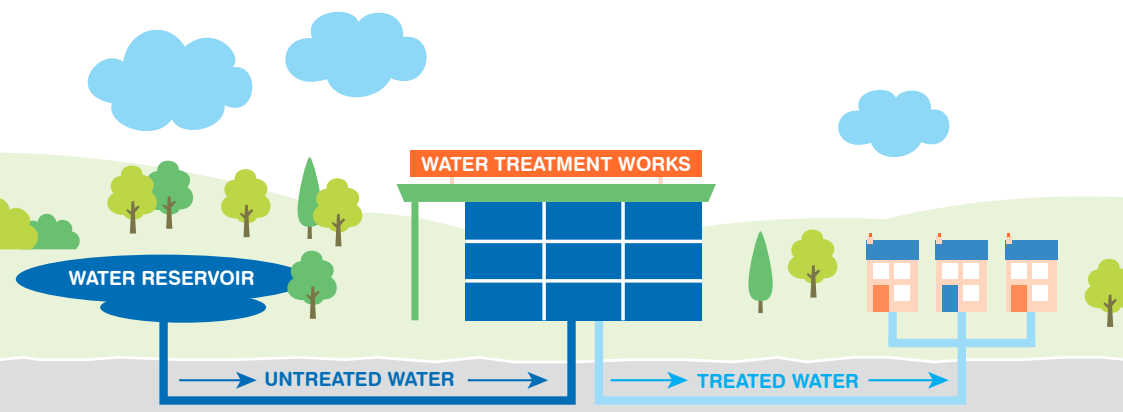 WATER TREATMENT WORKS
WATER RESERVOIR
UNTREATED WATER
TREATED WATER